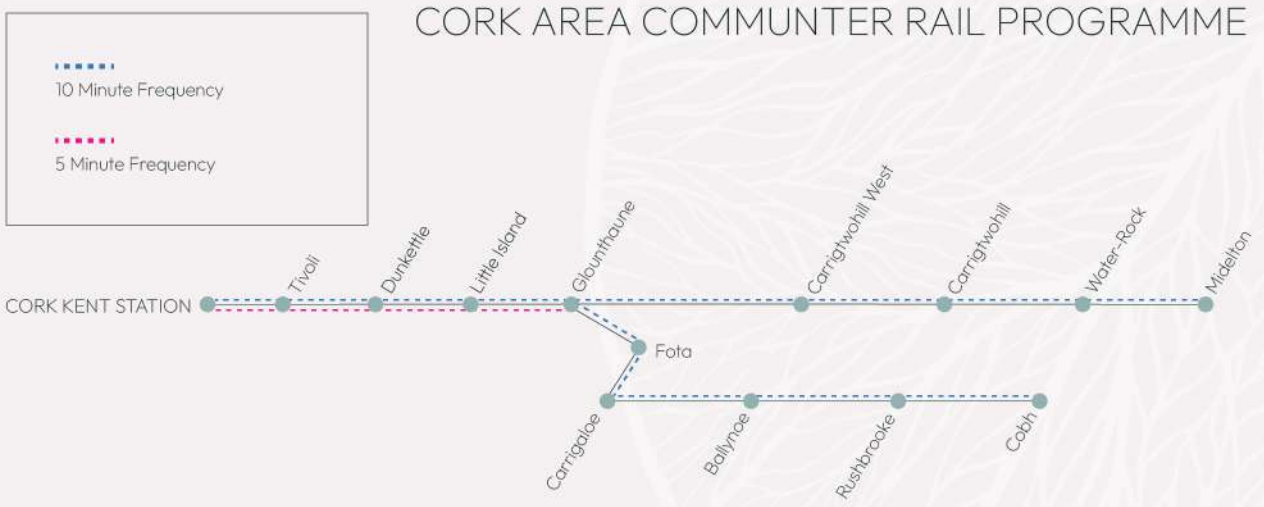 CORK AREA COMMUNTER RAIL PROGRAMME
10 Minute Frequency
5 Minute Frequency
CORK KENT STATION
Tivoli
Dunkettle
Little Island
Glounthaune
Carrigtwohill West
Carrigtwohill
Water-Rock
Midelton
Fota
Carrigaloe
Ballynoe
Rushbrooke
Cobh